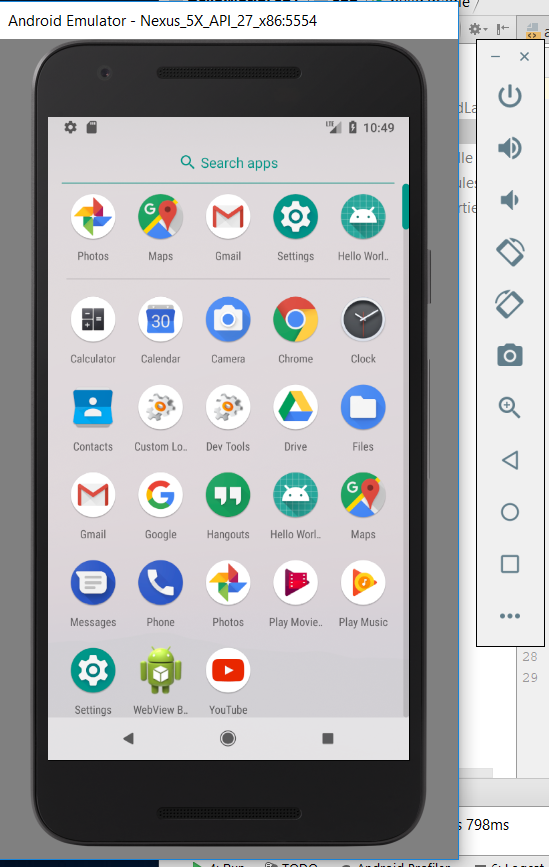 Android Emulator - Nexus_5X_API_27_x86:5554
LTE 10:49
Search apps
Photos Maps Gmail Settings Hello Worl..
30
Calculator Calendar Camera Chrome Clock
Contacts Custom Lo.. Dev Tools Drive Files
Gmail Google Hangouts Hello Worl.. Maps
Messages Phone Photos Play Movie.. Play Music
Settings WebView B.. YouTube
28
29
798ms
4: Run TODO Android Profiler 6: Logcat